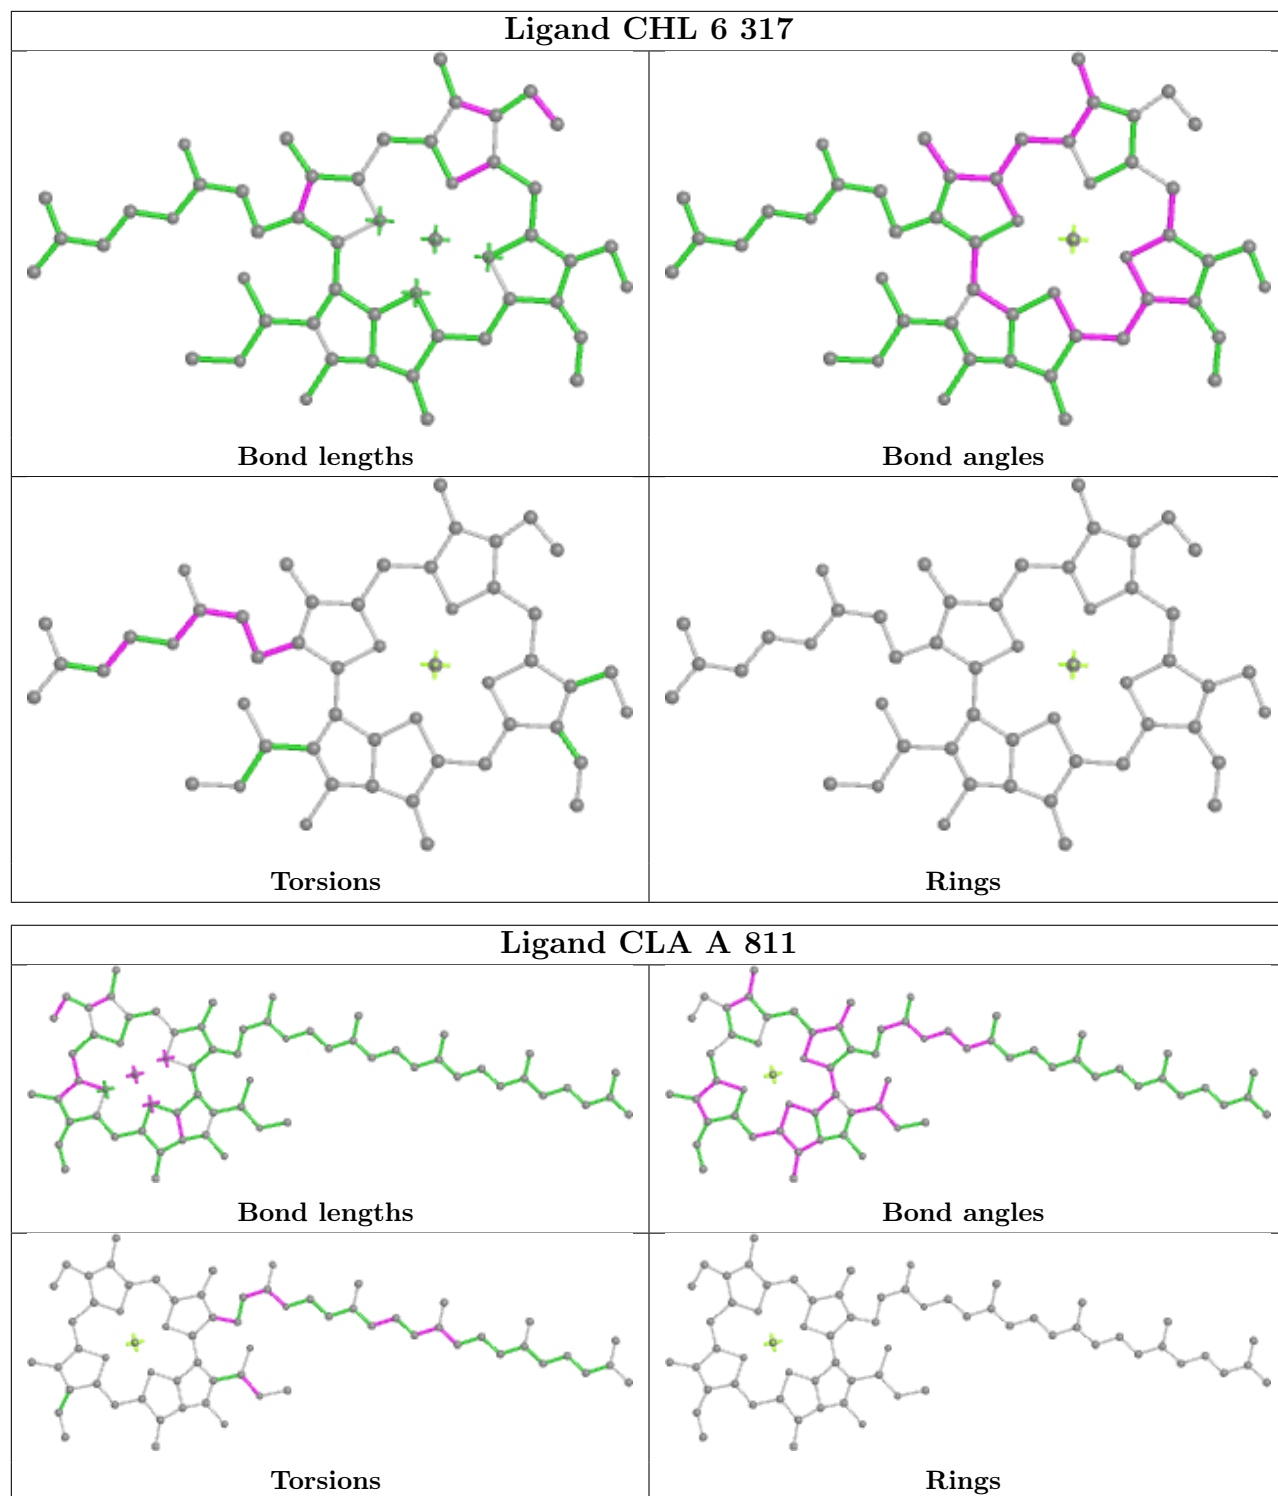 Ligand CHL 6 317
Bond lengths
Bond angles
Torsions
Rings
Ligand CLA A 811
Bond lengths
Bond angles
Torsions
Rings